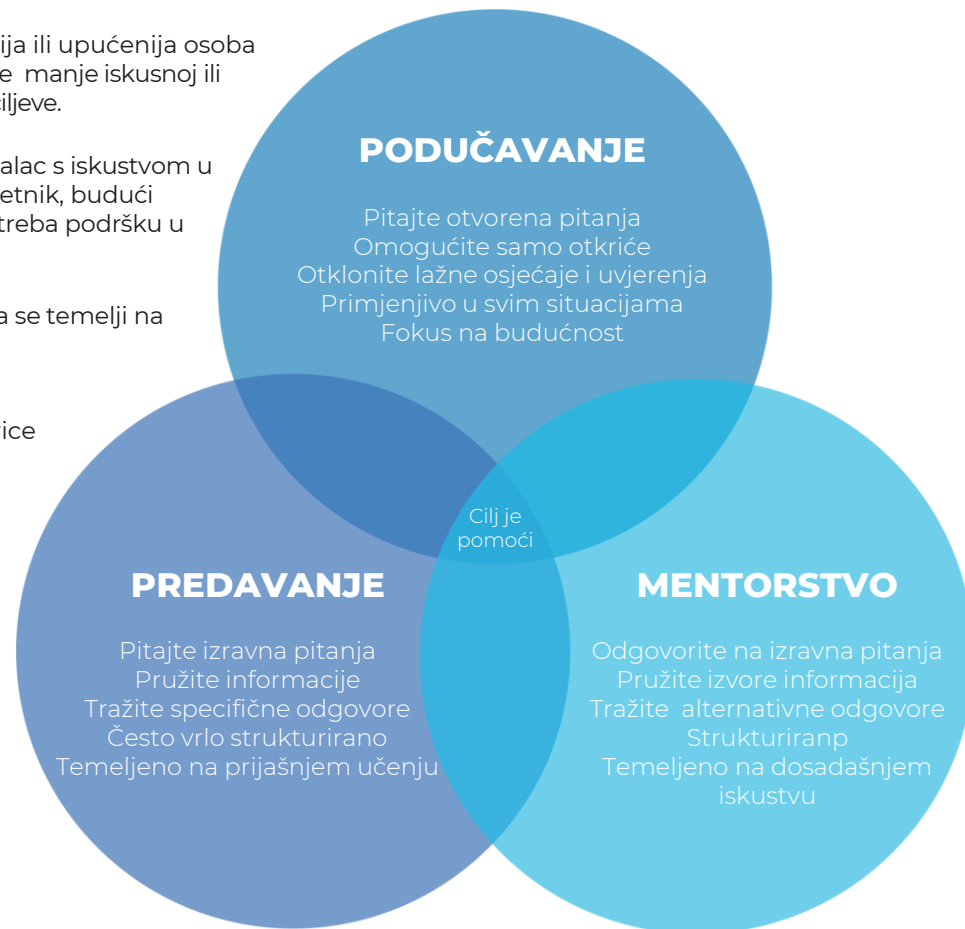 ija ili upućenija osoba
e manje iskusnoj ili
ciljeve.
alac s iskustvom u
etnik, budući
treba podršku u
a se temelji na
ice
PODUČAVANJE
Pitajte otvorena pitanja
Omogućite samo otkriće
Otklonite lažne osjećaje i uvjerenja
Primjenjivo u svim situacijama
Fokus na budućnost
Cilj je
pomoći
PREDAVANJE
Pitajte izravna pitanja
Pružite informacije
Tražite specifične odgovore
Često vrlo strukturirano
Temeljeno na prijašnjem učenju
MENTORSTVO
Odgovorite na izravna pitanja
Pružite izvore informacija
Tražite alternativne odgovore
Strukturiranp
Temeljeno na dosadašnjem
iskustvu